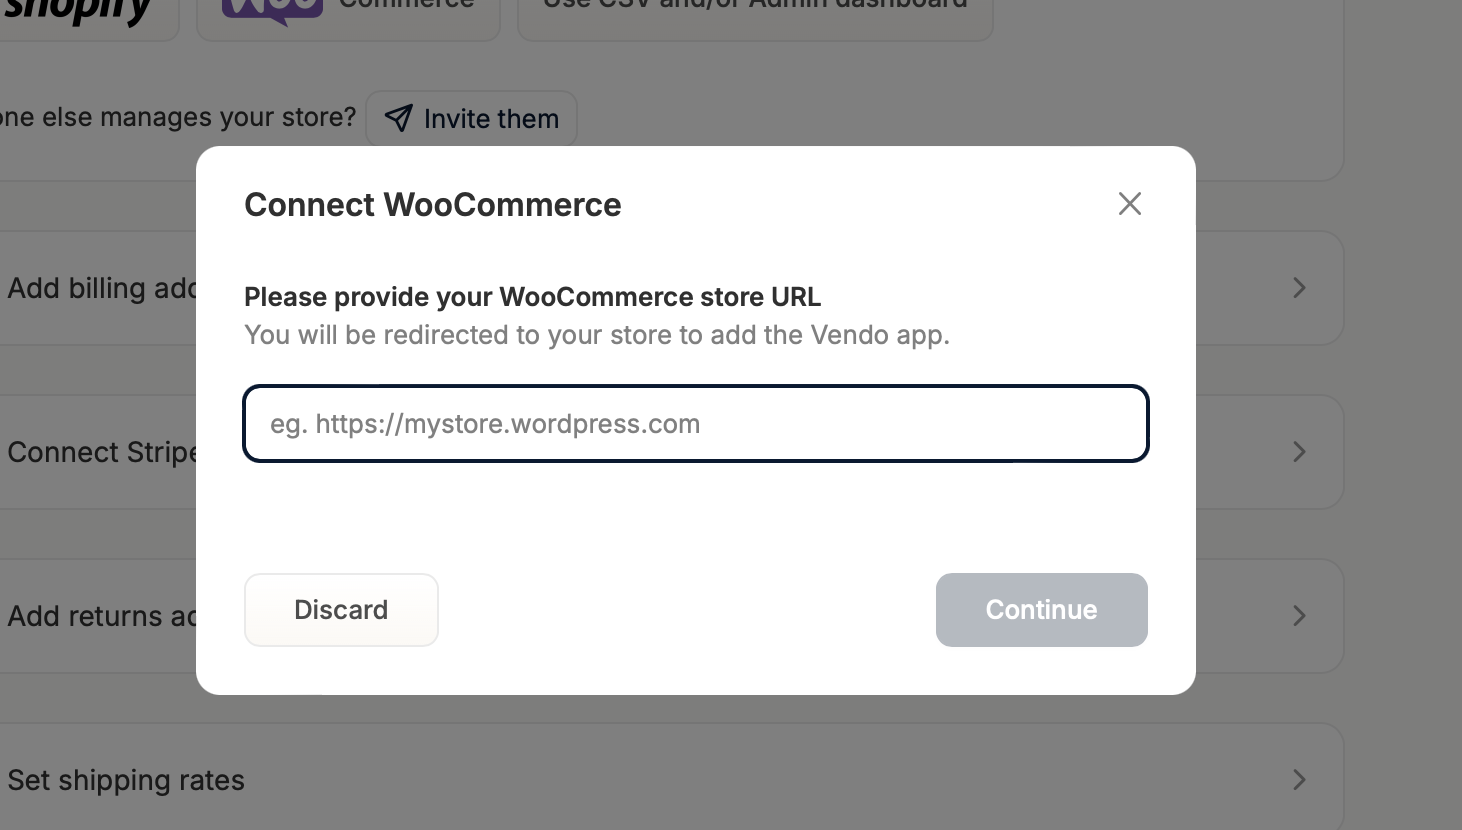 shopify
Woo Commerce
Use CSV and/or Admin dashboard
one else manages your store?
Invite them
Connect WooCommerce
Please provide your WooCommerce store URL
You will be redirected to your store to add the Vendo app.
eg. https://mystore.wordpress.com
Discard
Continue
Add billing add
Connect Stripe
Add returns ad
Set shipping rates